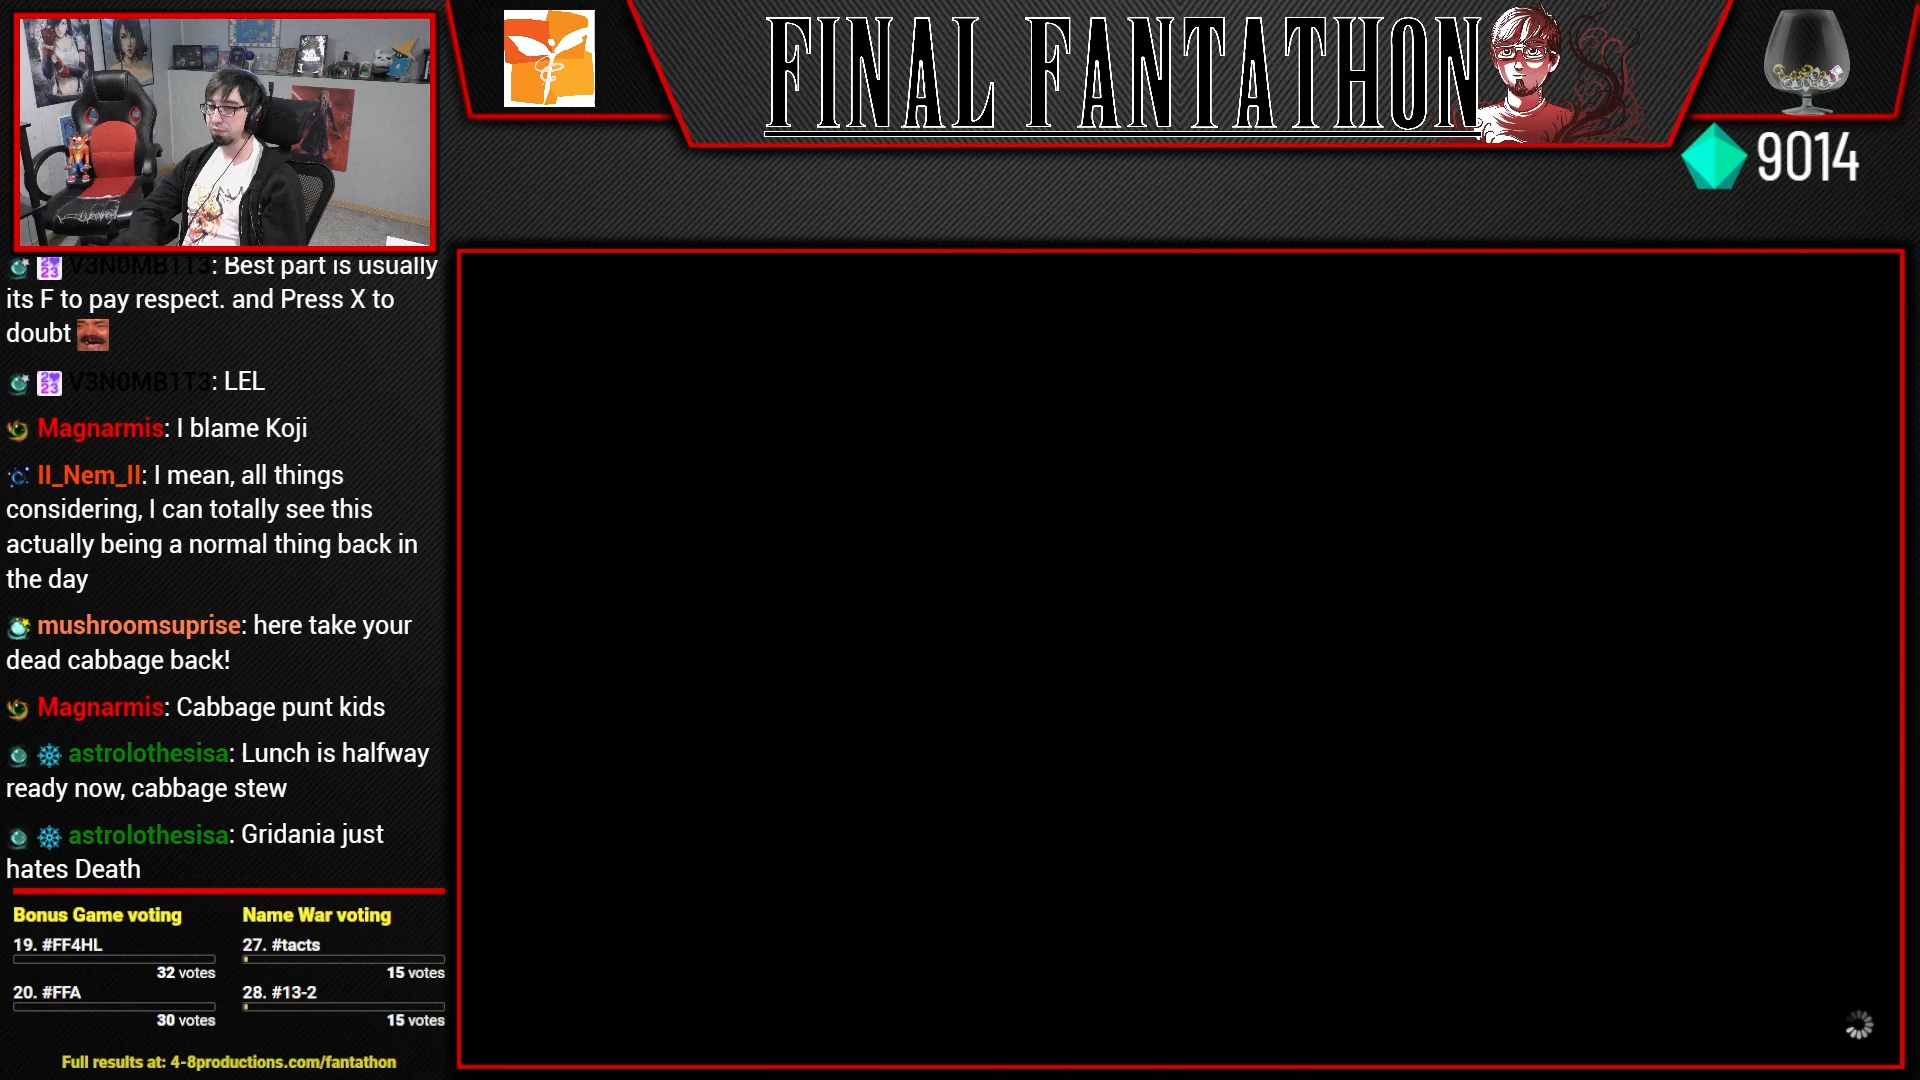 FINAL FANTATHON
9014
V3N0MB1T3: Best part is usually
its F to pay respect. and Press X to
doubt
V3N0MB1T3: LEL
Magnarmis: I blame Koji
II_Nem_II: I mean, all things
considering, I can totally see this
actually being a normal thing back in
the day
mushroomsuprise: here take your
dead cabbage back!
Magnarmis: Cabbage punt kids
astrolothesisa: Lunch is halfway
ready now, cabbage stew
astrolothesisa: Gridania just
hates Death
Bonus Game voting
19. #FF4HL
32 votes
20. #FFA
30 votes
Name War voting
27. #tacts
15 votes
28. #13-2
15 votes
Full results at: 4-8productions.com/fantathon